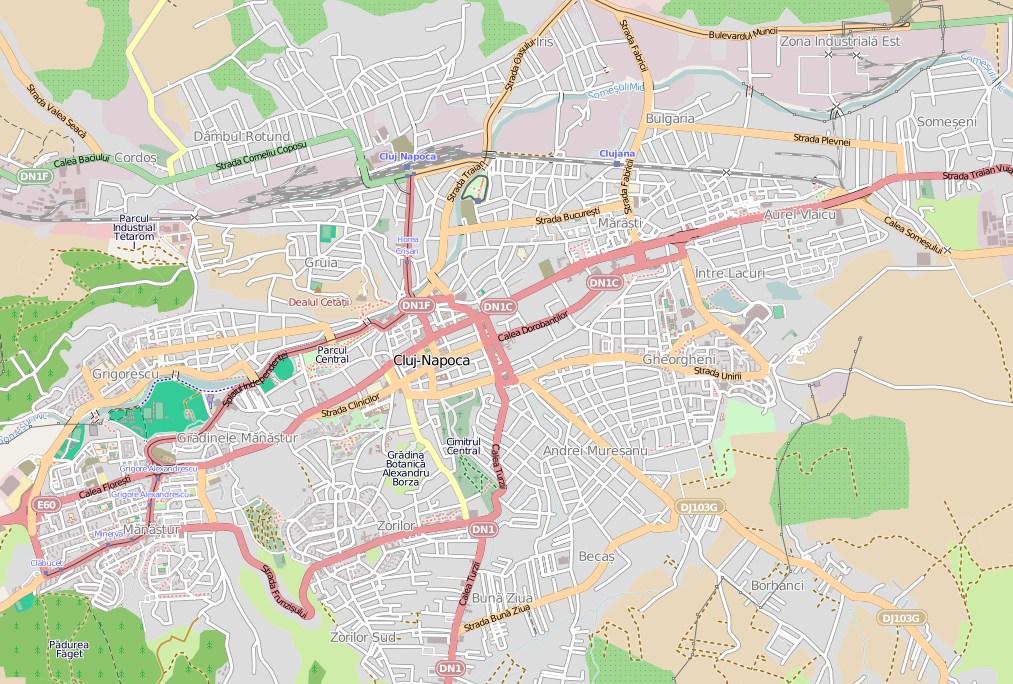 Iris
Strada Oașului
Strada Fabricii
Bulevardul Muncii
Zona Industrială Est
Someșul Mic
Strada Valea Seacă
Dâmbul Rotund
Bulgaria
Someșeni
Calea Baciului
Cordoș
Strada Corneliu Coposu
Cluj Napoca
Clujana
Strada Plevnei
DN1F
Strada Traian
Strada Fabricii
Strada Traian Vuia
Parcul
Industrial
Tetarom
I
Strada București
Mărăști
Aurel Vlaicu
Calea Someșului
Horea
Crișan
Gruia
Între Lacuri
DN1C
Dealul Cetății
DN1F
DN1C
Calea Dorobanților
Parcul
Central
Cluj-Napoca
Gheorgheni
Strada Unirii
Grigorescu
Splaiul Independenței
Strada Clinicilor
Grădinele Mănăștur
Cimitrul
Central
Andrei Muresanu
Grădina
Botanică
Alexandru
Borza
Calea Turzii
Grigore Alexandrescu
Calea Florești
Grigore Alexandrescu
E60
DJ103G
Minerva
Mănăștur
Zorilor
DN1
Clăbucet
Becaș
Borhanci
Strada Frunzișului
Calea Turzii
Bună Ziua
Strada Bună Ziua
DJ103G
Pădurea
Făget
Zorilor Sud
DN1